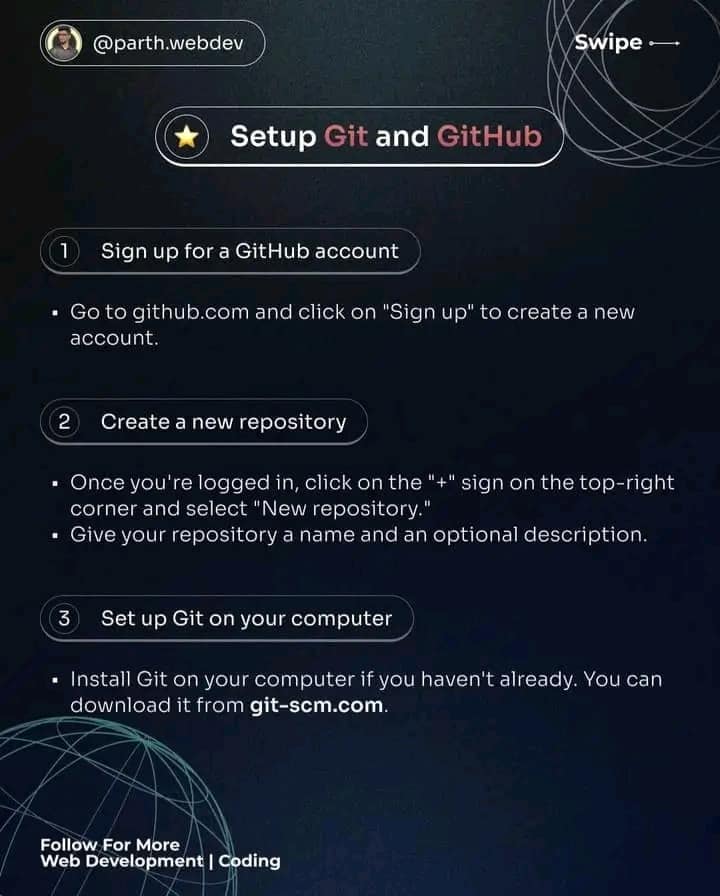 @parth.webdev
Swipe
Setup Git and GitHub
1 Sign up for a GitHub account
▪ Go to github.com and click on "Sign up" to create a new
account.
2 Create a new repository
▪ Once you're logged in, click on the "+" sign on the top-right
corner and select "New repository."
▪ Give your repository a name and an optional description.
3 Set up Git on your computer
▪ Install Git on your computer if you haven't already. You can
download it from git-scm.com.
Follow For More
Web Development | Coding